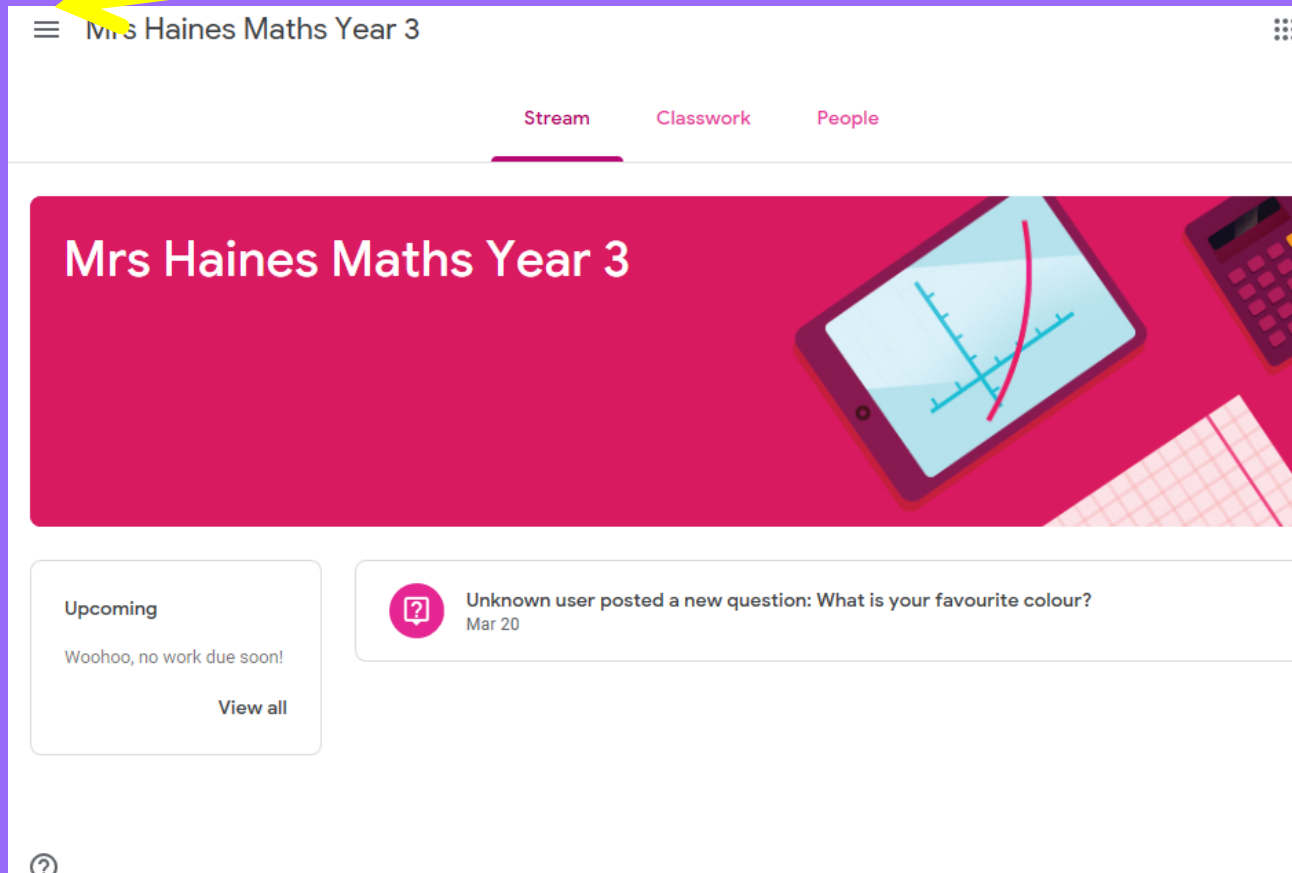 Mrs Haines Maths Year 3
Stream Classwork People
Mrs Haines Maths Year 3
Upcoming
Woohoo, no work due soon!
View all
Unknown user posted a new question: What is your favourite colour?
Mar 20